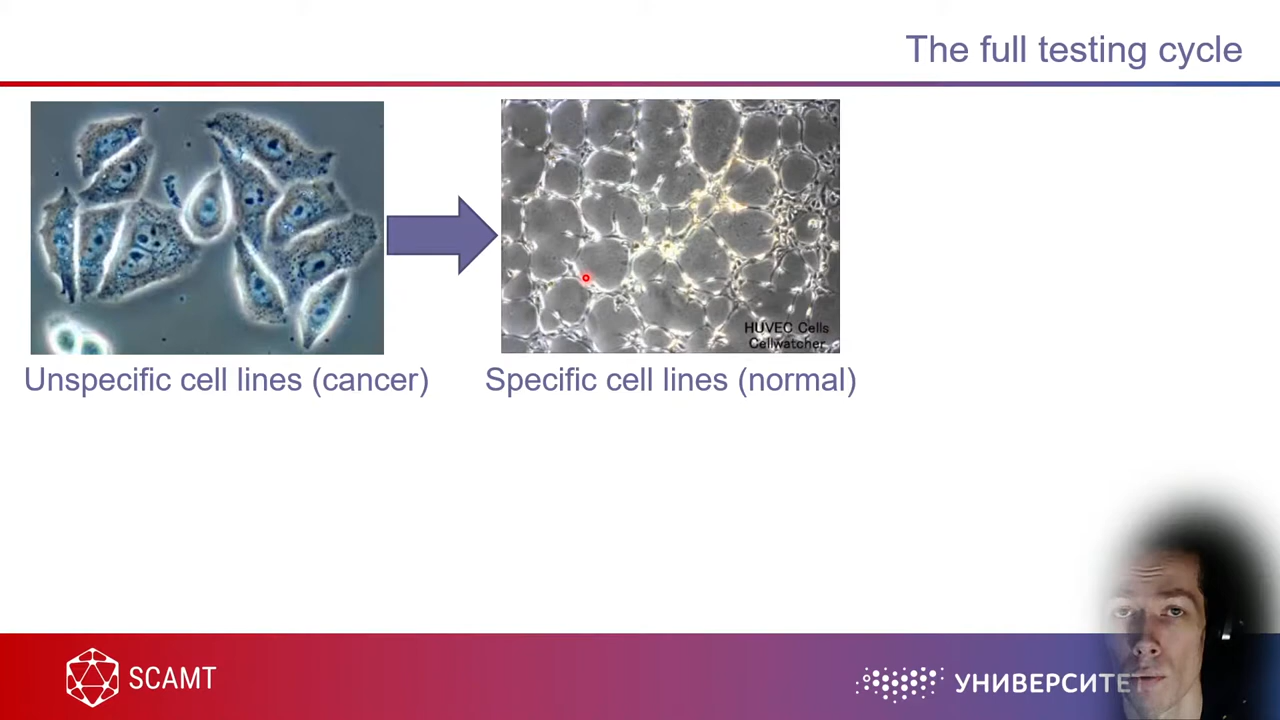 The full testing cycle
HUVEC Cells
Cellwatcher
Unspecific cell lines (cancer)
Specific cell lines (normal)
SCAMT
УНИВЕРСИТЕТ